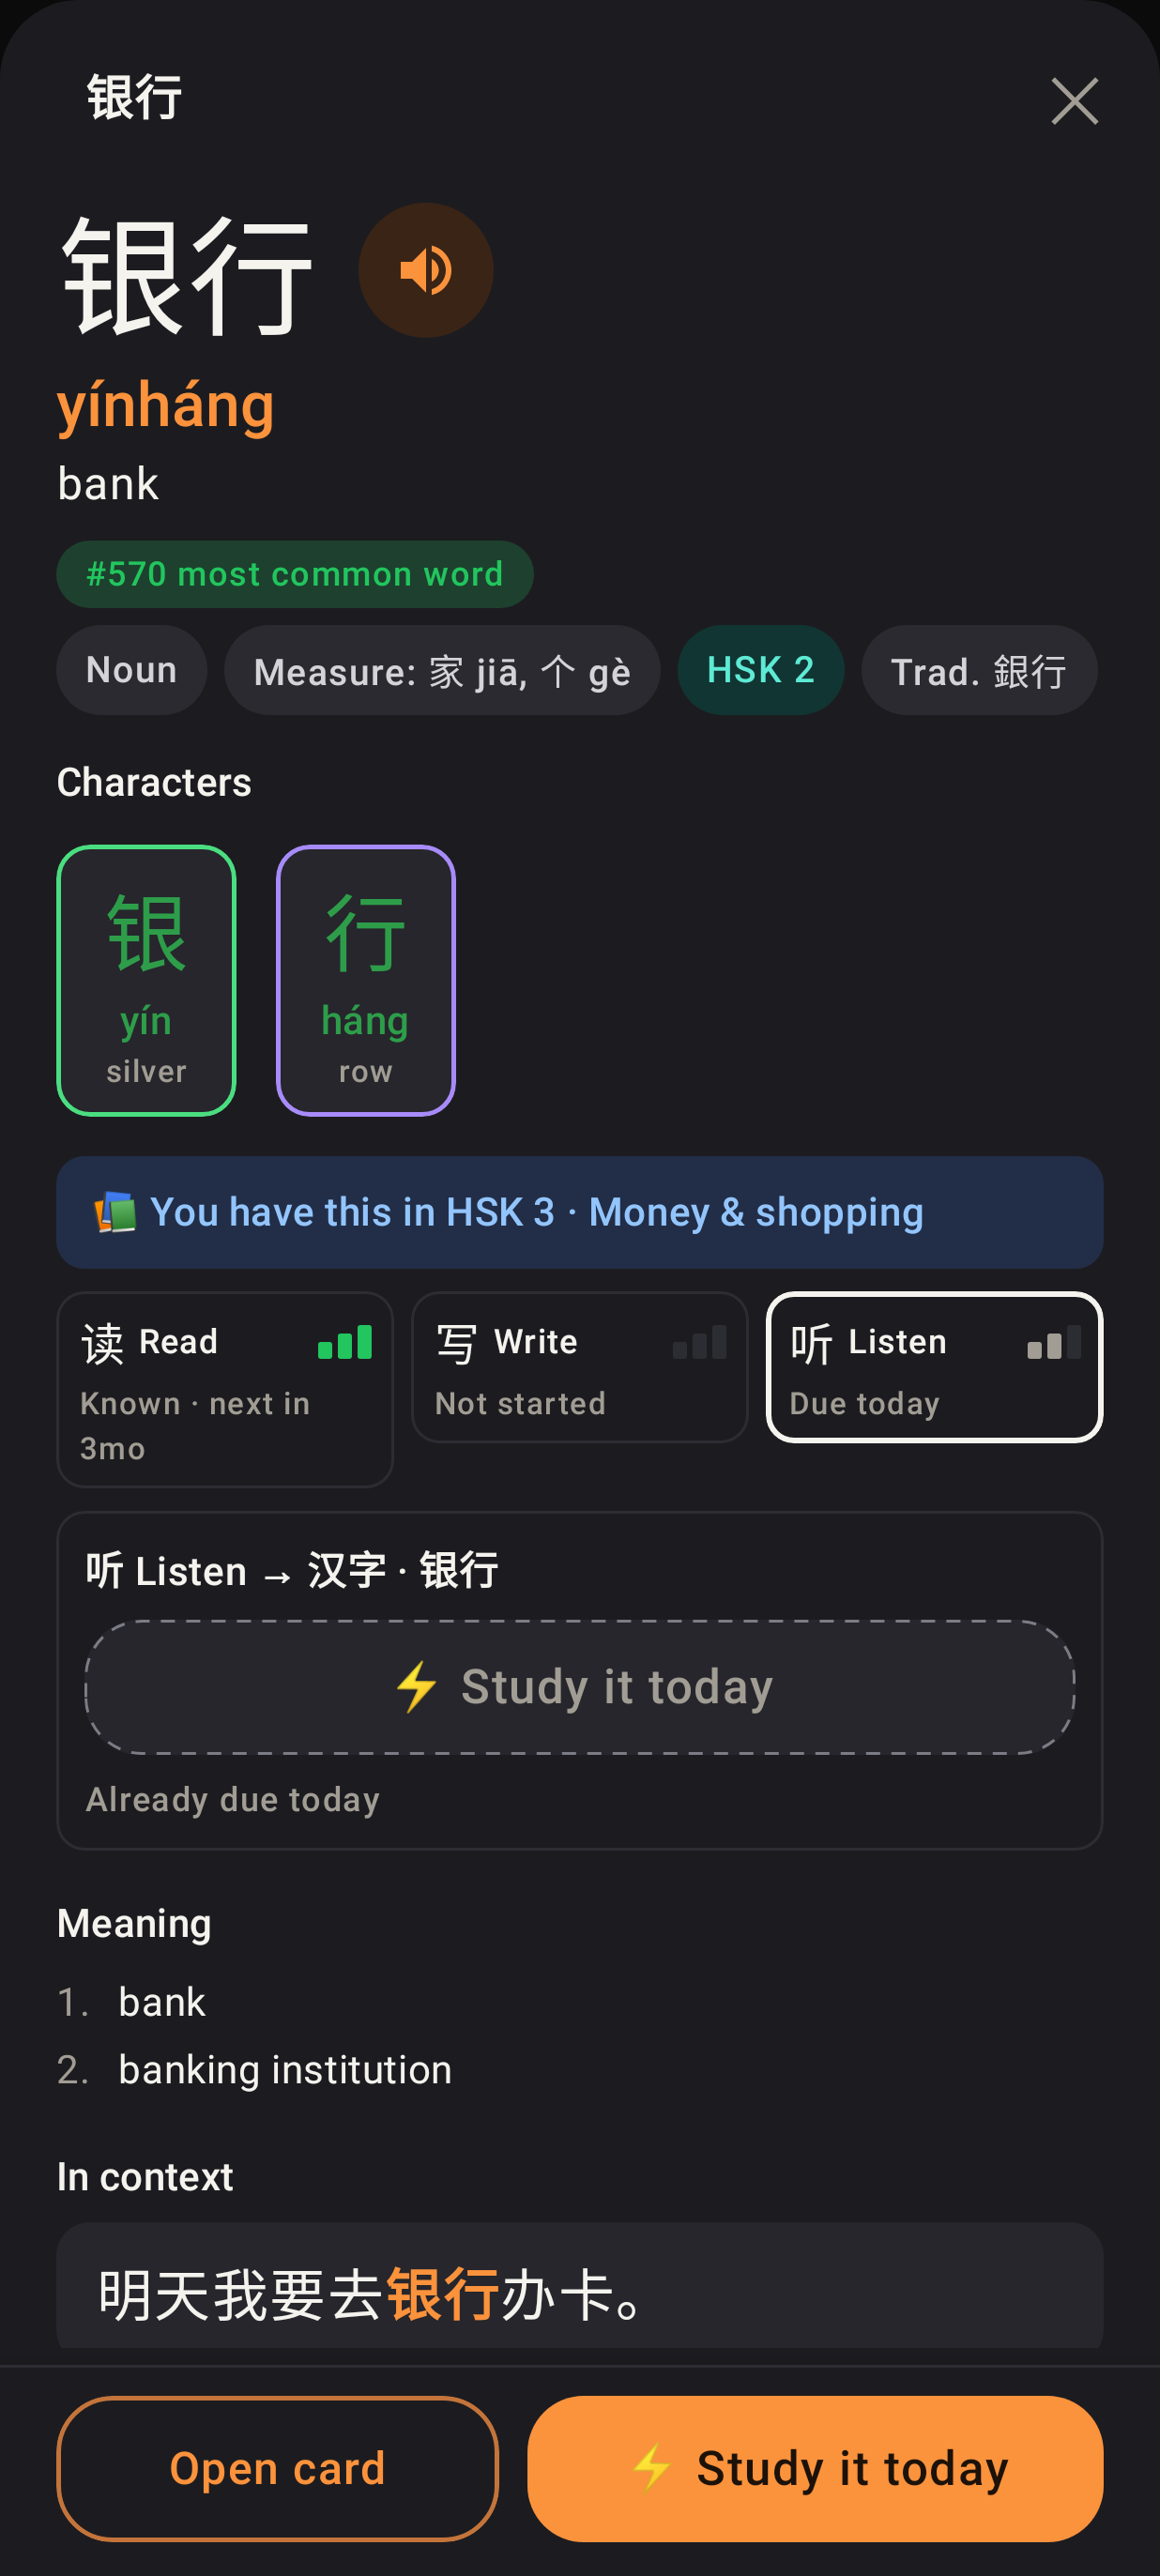 银行
银行
yínháng
bank
#570 most common word
Noun
Measure: 家 jiā, 个 gè
HSK 2
Trad. 銀行
Characters
银
yín
silver
行
háng
row
You have this in HSK 3 · Money & shopping
读 Read
Known · next in
3mo
写 Write
Not started
听 Listen
Due today
听 Listen → 汉字 · 银行
⚡ Study it today
Already due today
Meaning
1. bank
2. banking institution
In context
明天我要去银行办卡。
Open card
⚡ Study it today